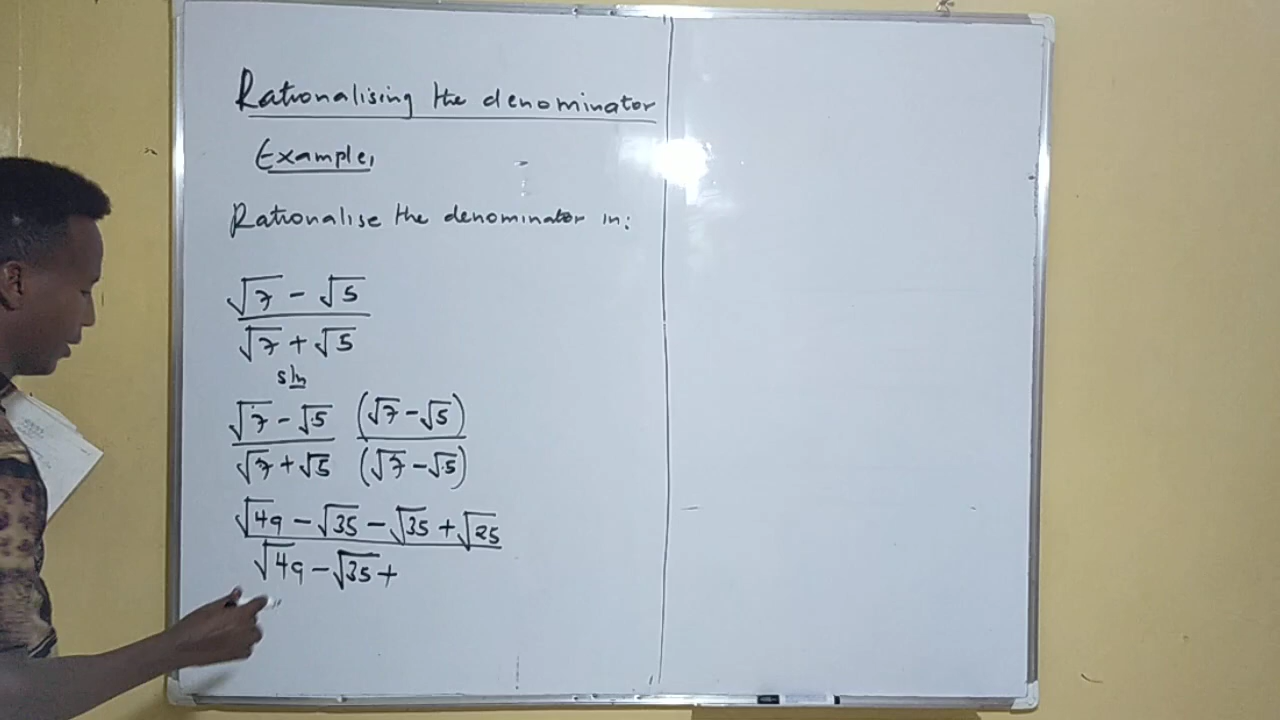 Rationalising the denominator
Example,
Rationalise the denominator in:
√7 - √5
√7 + √5
sln
√7 - √5 (√7 - √5)
√7 + √5 (√7 - √5)
√49 - √35 - √35 + √25
√49 - √35 +